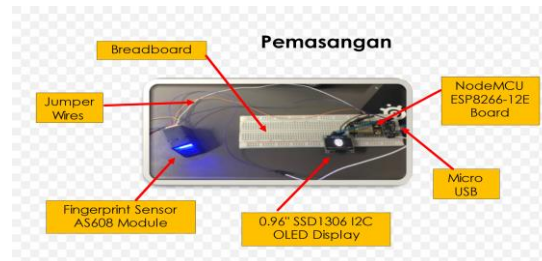 Pemasangan
Breadboard
NodeMCU
ESP8266-12E
Board
Jumper
Wires
Micro
USB
Fingerprint Sensor
AS608 Module
0.96" SSD1306 I2C
OLED Display